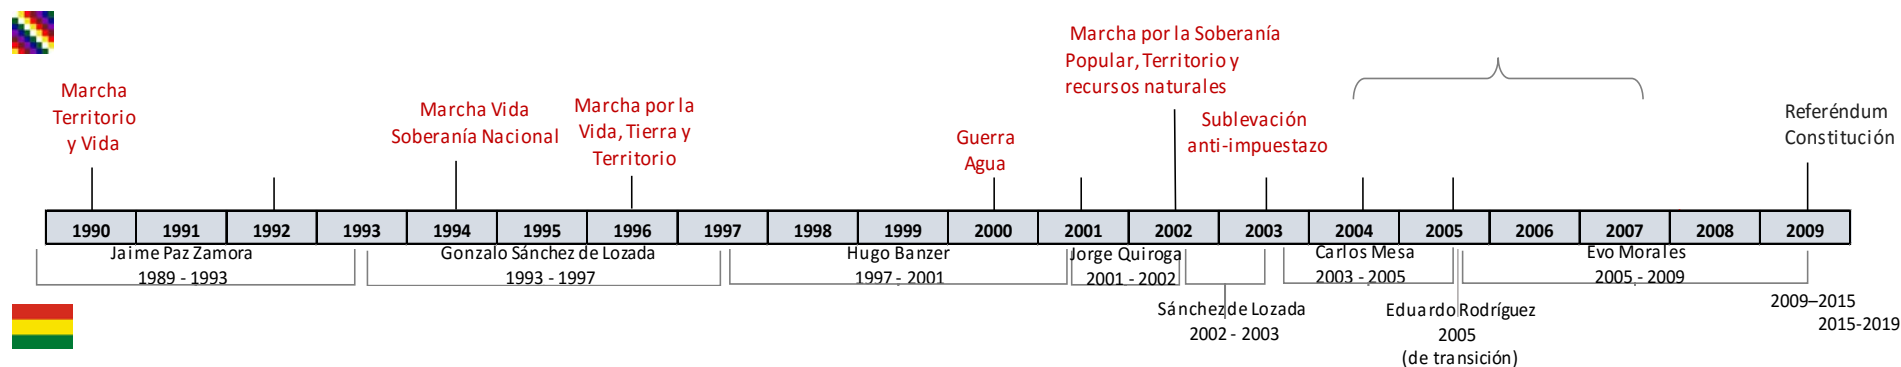 Marcha
Territorio
y Vida
Marcha Vida
Soberanía Nacional
Marcha por la
Vida, Tierra y
Territorio
Guerra
Agua
Marcha por la Soberanía
Popular, Territorio y
recursos naturales
Sublevación
anti-impuestazo
Referéndum
Constitución
1990 1991 1992 1993 1994 1995 1996 1997 1998 1999 2000 2001 2002 2003 2004 2005 2006 2007 2008 2009
Jaime Paz Zamora
1989 - 1993
Gonzalo Sánchez de Lozada
1993 - 1997
Hugo Banzer
1997 - 2001
Jorge Quiroga
2001 - 2002
Sánchez de Lozada
2002 - 2003
Carlos Mesa
2003 - 2005
Eduardo Rodríguez
2005
(de transición)
Evo Morales
2005 - 2009
2009–2015
2015-2019